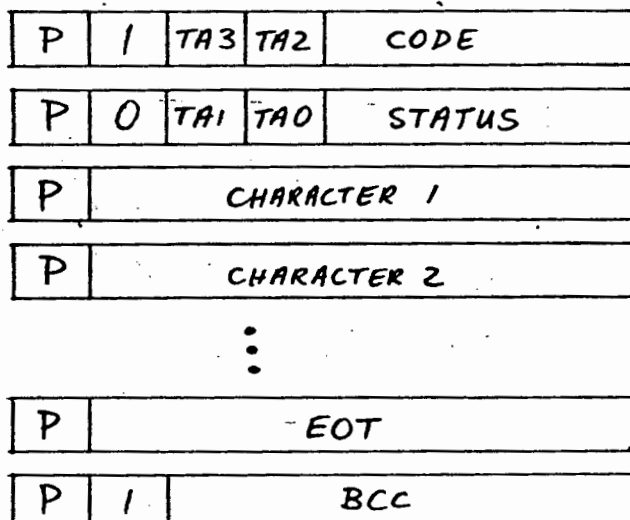 P 1 TA3 TA2 CODE
P 0 TA1 TA0 STATUS
P CHARACTER 1
P CHARACTER 2
P EOT
P 1 BCC